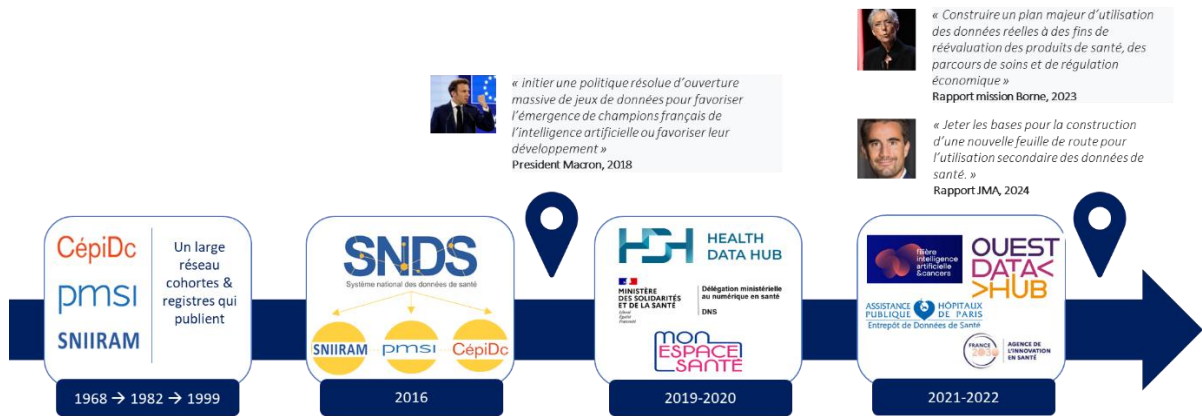 « Construire un plan majeur d'utilisation
des données réelles à des fins de
réévaluation des produits de santé, des
parcours de soins et de régulation
économique »
Rapport mission Borne, 2023
« initier une politique résolue d'ouverture
massive de jeux de données pour favoriser
l'émergence de champions français de
l'intelligence artificielle ou favoriser leur
développement »
President Macron, 2018
« Jeter les bases pour la construction
d'une nouvelle feuille de route pour
l'utilisation secondaire des données de
santé. »
Rapport JMA, 2024
CépiDc
pmsi
SNIIRAM
Un large
réseau
cohortes &
registres qui
publient
1968 → 1982 → 1999
SNDS
Système national des données de santé
SNIIRAM
pmsi
CépiDc
2016
HDH
HEALTH
DATA HUB
MINISTÈRE
DES SOLIDARITÉS
ET DE LA SANTÉ
Liberté
Égalité
Fraternité
Délégation ministérielle
au numérique en santé
DNS
MON
ESPACE
SANTÉ
2019-2020
filière
intelligence
artificielle
&cancers
OUEST
DATA<
>HUB
ASSISTANCE HÔPITAUX
PUBLIQUE DE PARIS
Entrepôt de Données de Santé
FRANCE
2030
AGENCE DE
L'INNOVATION
EN SANTÉ
2021-2022